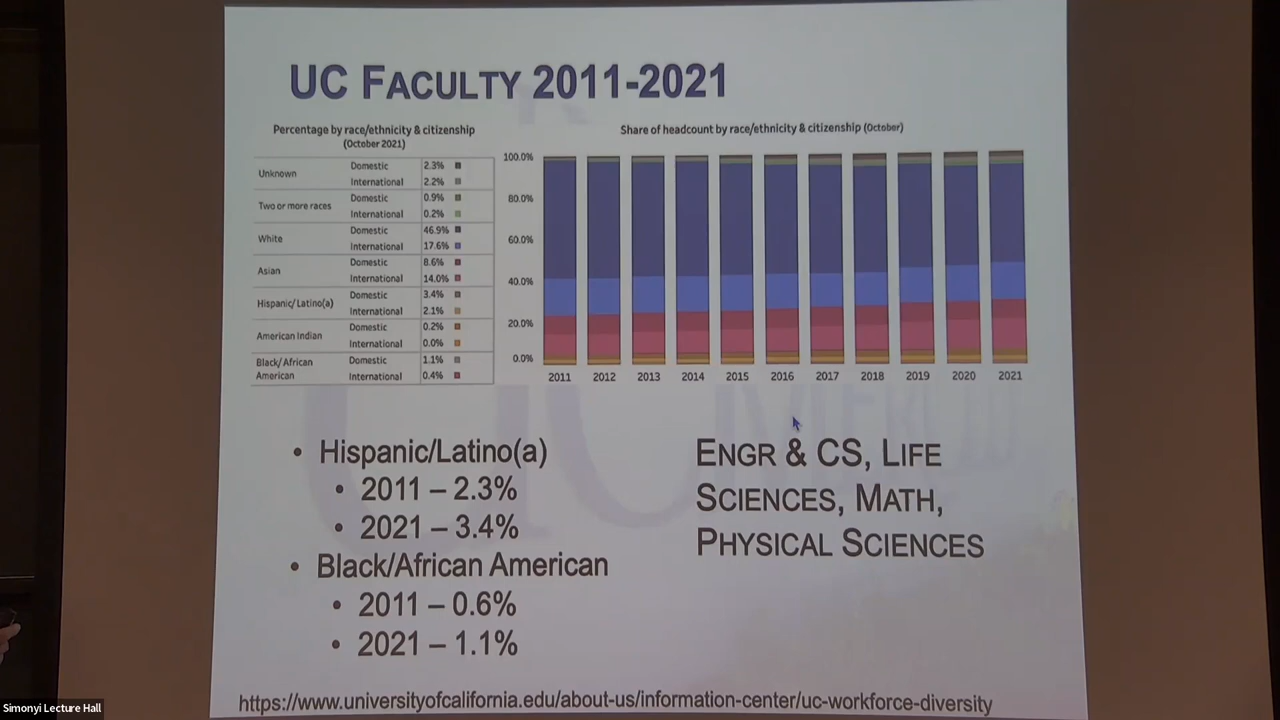 UC FACULTY 2011-2021
Percentage by race/ethnicity & citizenship
(October 2021)
Unknown Domestic 2.3%
International 2.2%
Two or more races Domestic 0.9%
International 0.2%
White Domestic 46.9%
International 17.6%
Asian Domestic 8.6%
International 14.0%
Hispanic/ Latino(a) Domestic 3.4%
International 2.1%
American Indian Domestic 0.2%
International 0.0%
Black/ African American Domestic 1.1%
International 0.4%
Share of headcount by race/ethnicity & citizenship (October)
100.0%
80.0%
60.0%
40.0%
20.0%
0.0%
2011 2012 2013 2014 2015 2016 2017 2018 2019 2020 2021
• Hispanic/Latino(a)
• 2011 – 2.3%
• 2021 – 3.4%
• Black/African American
• 2011 – 0.6%
• 2021 – 1.1%
ENGR & CS, LIFE
SCIENCES, MATH,
PHYSICAL SCIENCES
https://www.universityofcalifornia.edu/about-us/information-center/uc-workforce-diversity
Simonyi Lecture Hall